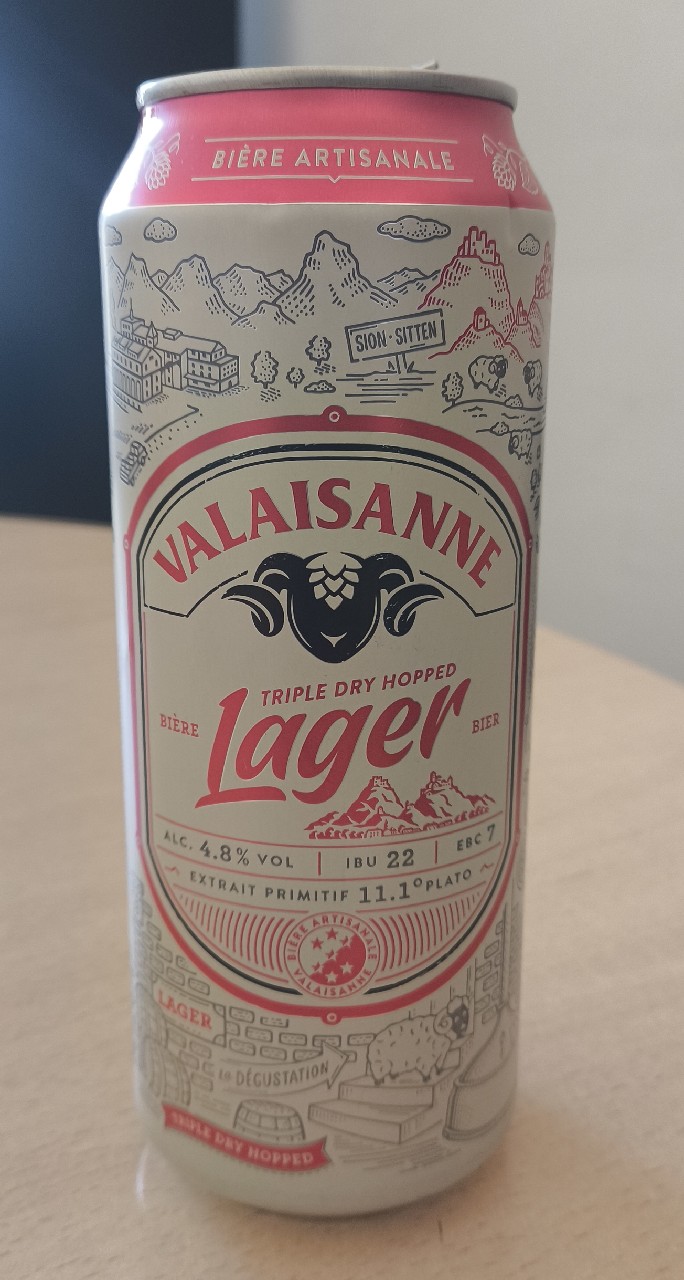 BIÈRE ARTISANALE
SION - SITTEN
VALAISANNE
TRIPLE DRY HOPPED
BIÈRE Lager BIER
ALC. 4.8% VOL | IBU 22 | EBC 7
EXTRAIT PRIMITIF 11.1° PLATO
BIÈRE ARTISANALE
VALAISANNE
LAGER
la DÉGUSTATION
TRIPLE DRY HOPPED